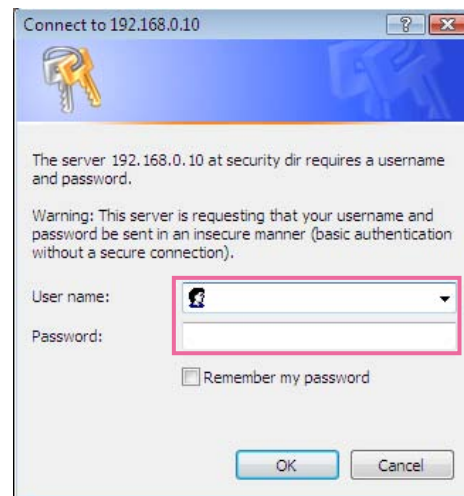 Connect to 192.168.0.10
The server 192.168.0.10 at security dir requires a username
and password.
Warning: This server is requesting that your username and
password be sent in an insecure manner (basic authentication
without a secure connection).
User name:
Password:
Remember my password
OK
Cancel